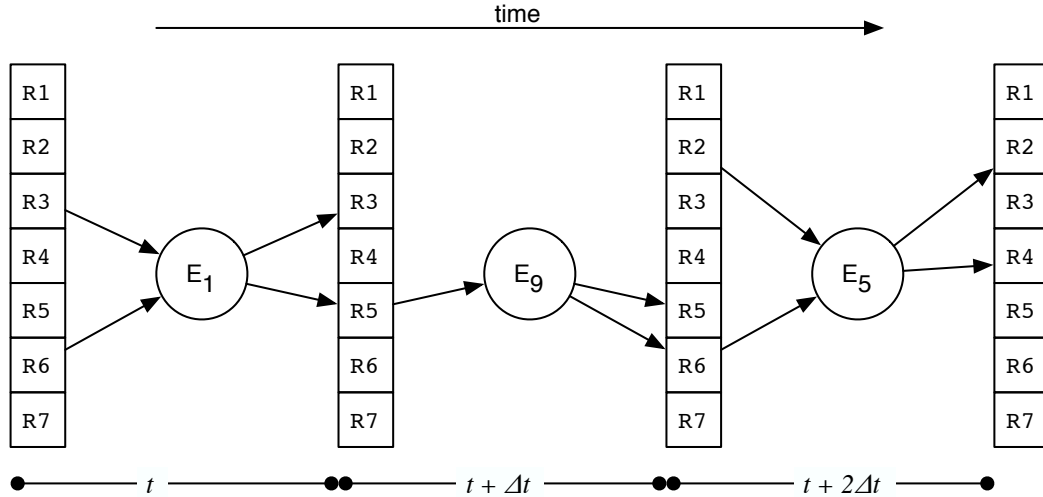 time
R1 R1 R1 R1
R2 R2 R2 R2
R3 R3 R3 R3
R4 R4 R4 R4
E1 E9 E5
R5 R5 R5 R5
R6 R6 R6 R6
R7 R7 R7 R7
t t + Δt t + 2Δt